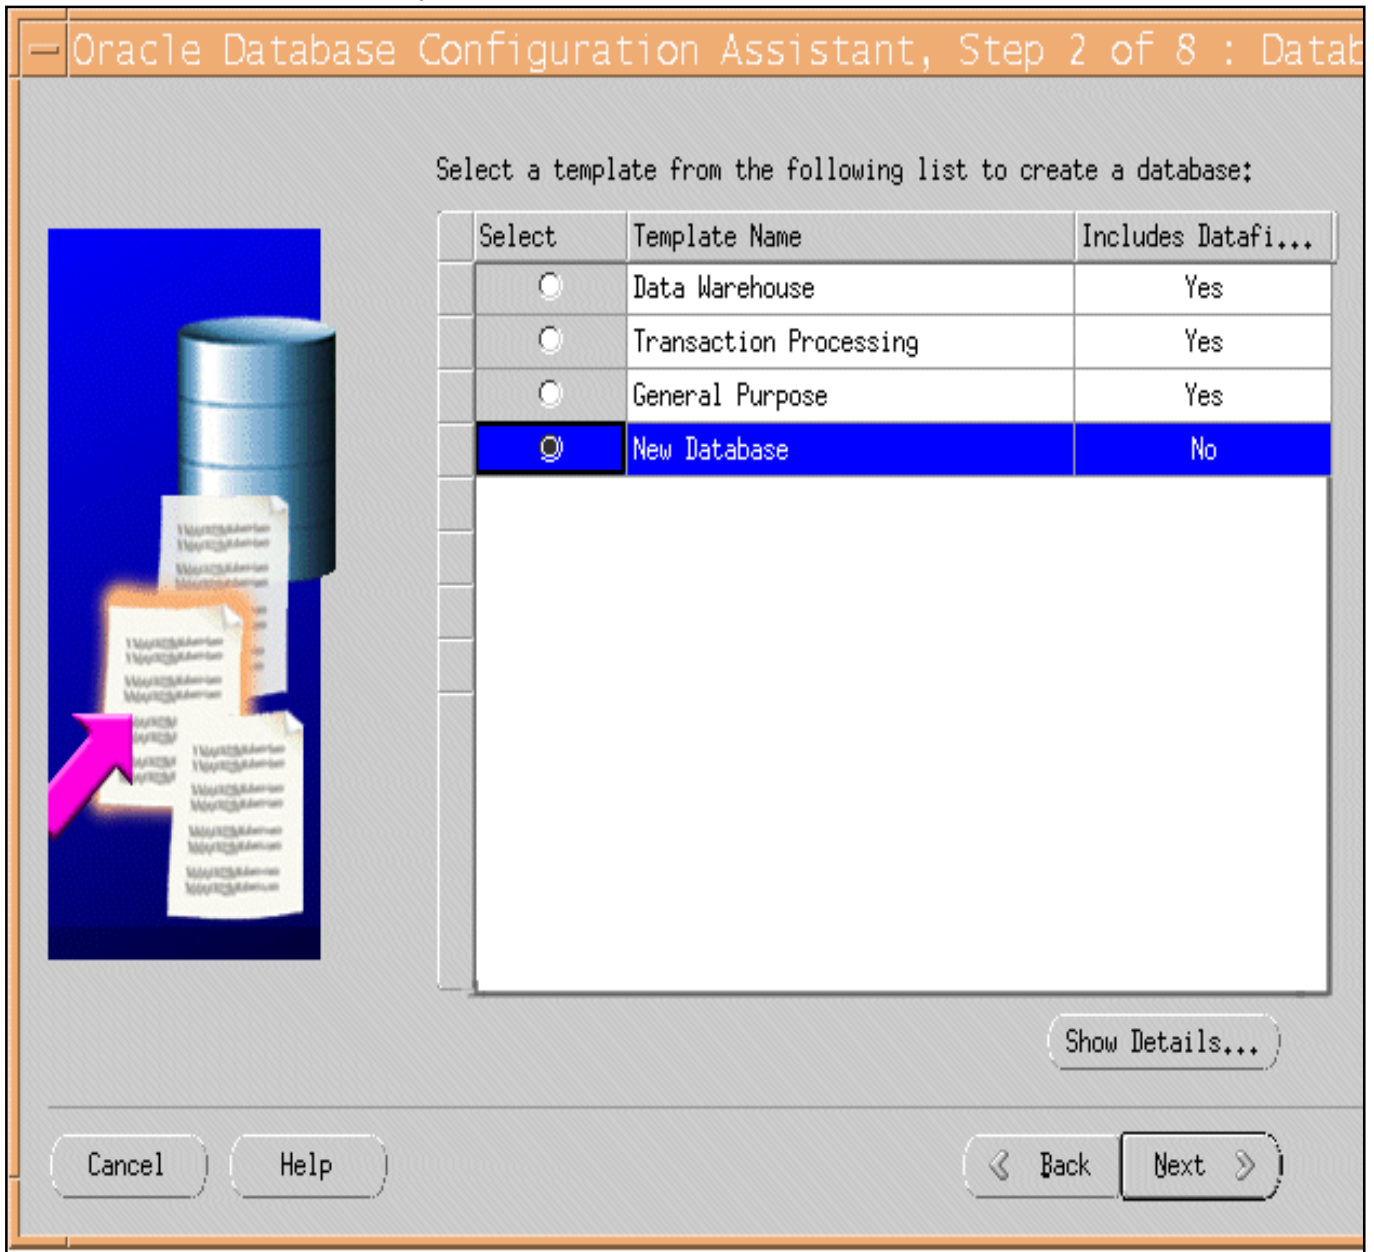 Oracle Database Configuration Assistant, Step 2 of 8 : Datab
Select a template from the following list to create a database:
Select Template Name Includes Datafi...
Data Warehouse Yes
Transaction Processing Yes
General Purpose Yes
New Database No
Show Details...
Cancel Help Back Next